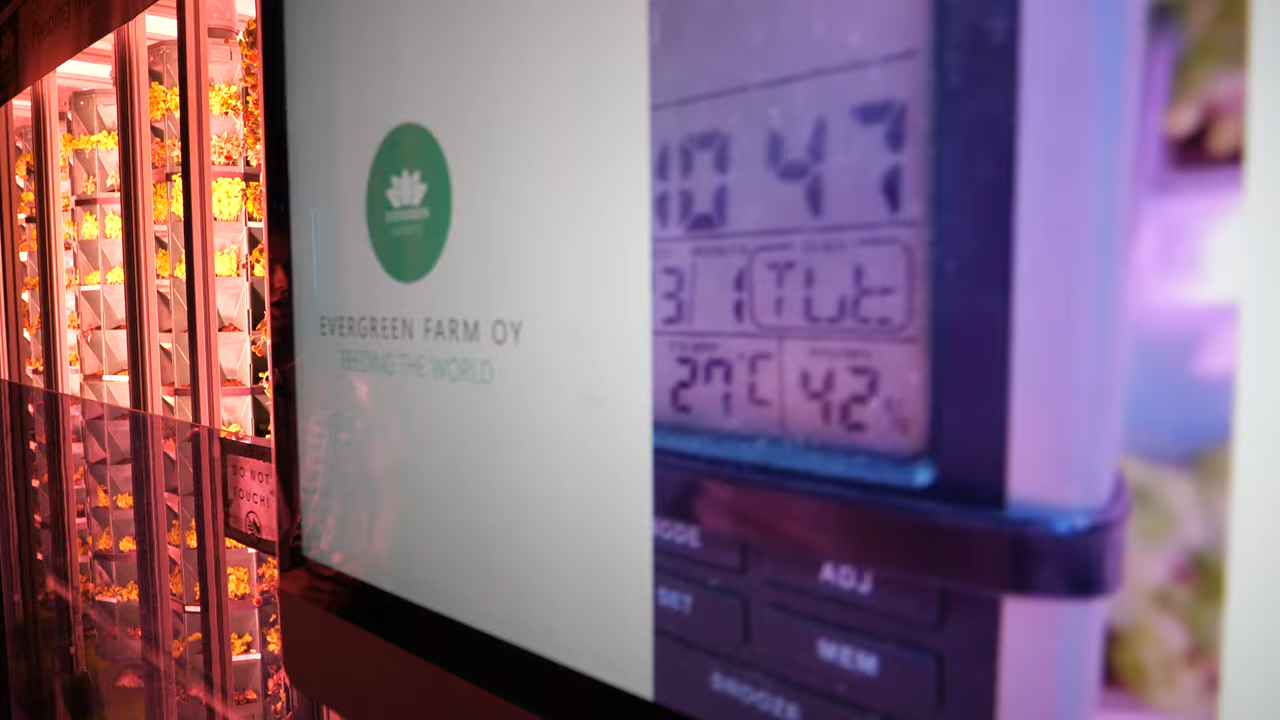 EVERGREEN FARM OY
FEEDING THE WORLD
DO NOT
TOUCH!
10 47
3/ 1 TUE
27°C 42%
ADJ
SET
MEM
SNOOZE